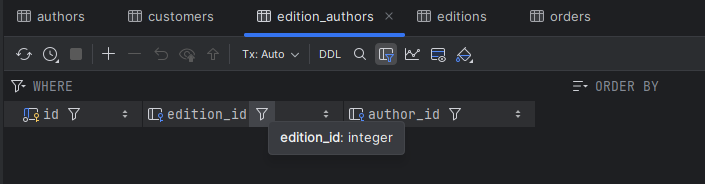 authors customers edition_authors editions orders
Tx: Auto DDL
WHERE ORDER BY
id edition_id author_id
edition_id: integer